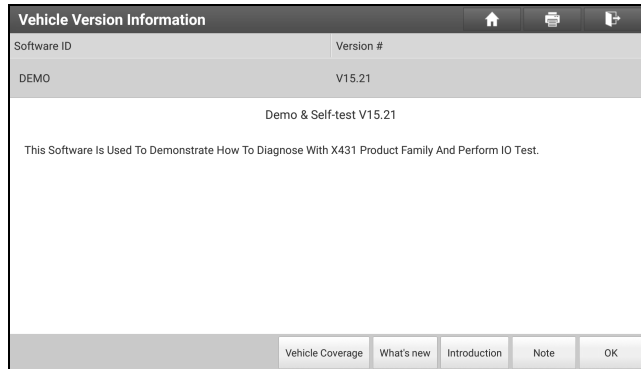 Vehicle Version Information
Software ID Version #
DEMO V15.21
Demo & Self-test V15.21
This Software Is Used To Demonstrate How To Diagnose With X431 Product Family And Perform IO Test.
Vehicle Coverage What's new Introduction Note OK